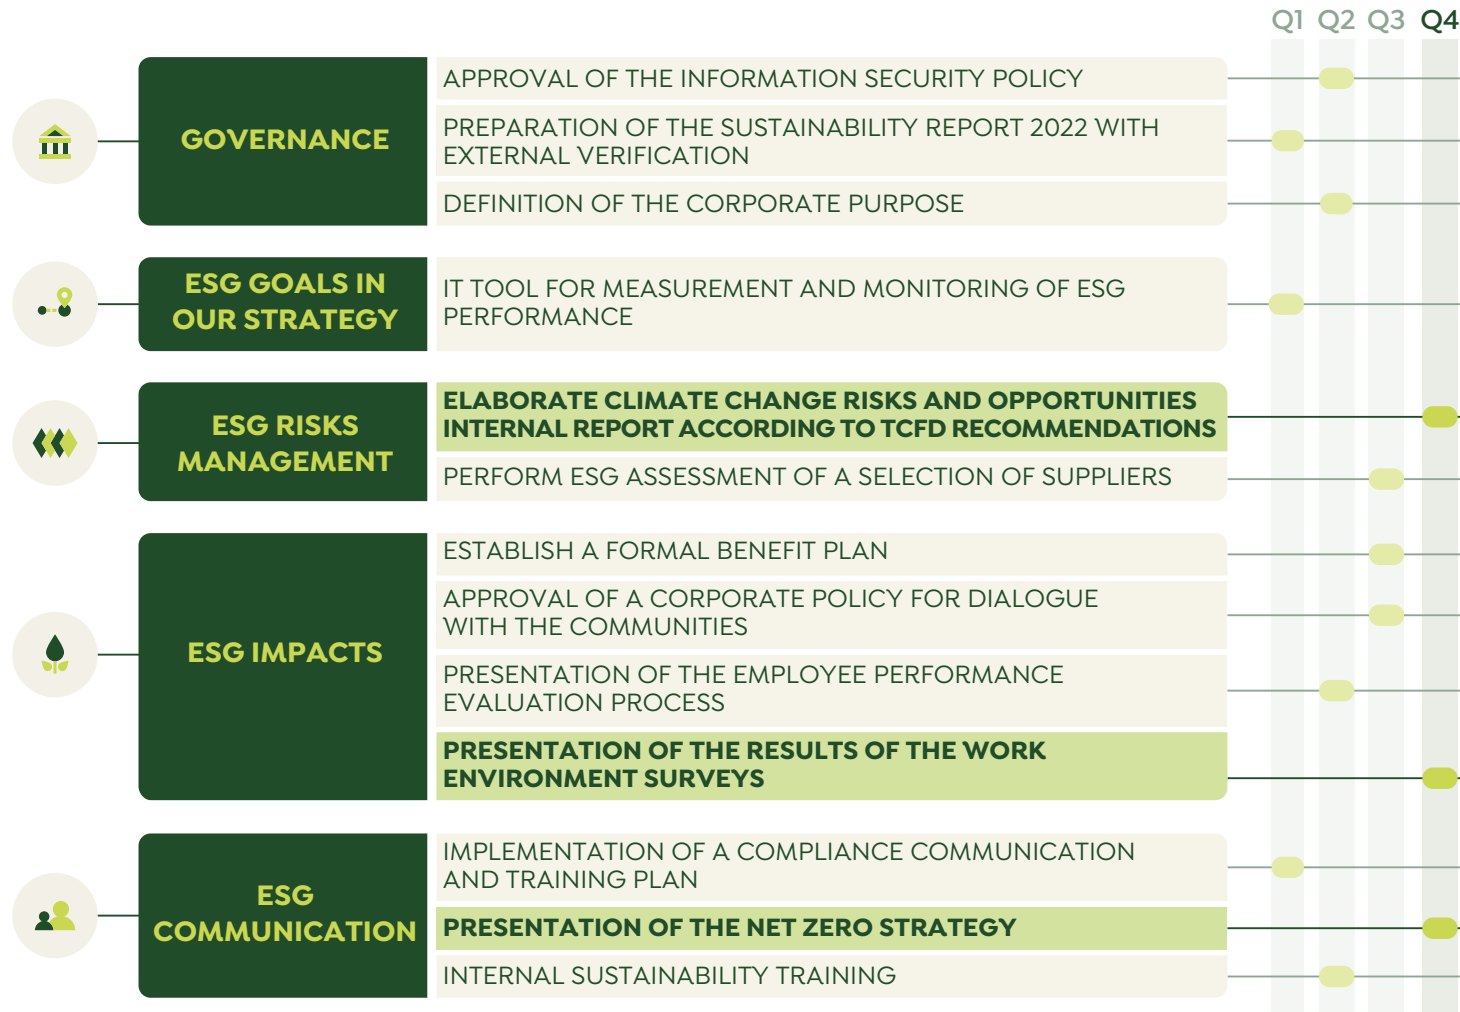 Q1 Q2 Q3 Q4
GOVERNANCE
APPROVAL OF THE INFORMATION SECURITY POLICY
PREPARATION OF THE SUSTAINABILITY REPORT 2022 WITH
EXTERNAL VERIFICATION
DEFINITION OF THE CORPORATE PURPOSE
ESG GOALS IN
OUR STRATEGY
IT TOOL FOR MEASUREMENT AND MONITORING OF ESG
PERFORMANCE
ESG RISKS
MANAGEMENT
ELABORATE CLIMATE CHANGE RISKS AND OPPORTUNITIES
INTERNAL REPORT ACCORDING TO TCFD RECOMMENDATIONS
PERFORM ESG ASSESSMENT OF A SELECTION OF SUPPLIERS
ESG IMPACTS
ESTABLISH A FORMAL BENEFIT PLAN
APPROVAL OF A CORPORATE POLICY FOR DIALOGUE
WITH THE COMMUNITIES
PRESENTATION OF THE EMPLOYEE PERFORMANCE
EVALUATION PROCESS
PRESENTATION OF THE RESULTS OF THE WORK
ENVIRONMENT SURVEYS
ESG
COMMUNICATION
IMPLEMENTATION OF A COMPLIANCE COMMUNICATION
AND TRAINING PLAN
PRESENTATION OF THE NET ZERO STRATEGY
INTERNAL SUSTAINABILITY TRAINING